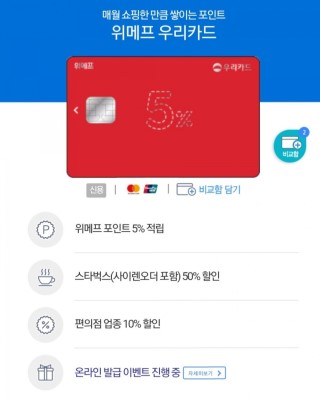 매월 쇼핑한 만큼 쌓이는 포인트
위메프 우리카드
위메프
우리카드
5%
2
비교함
신용
비교함 담기
P
위메프 포인트 5% 적립
스타벅스(사이렌오더 포함) 50% 할인
%
편의점 업종 10% 할인
온라인 발급 이벤트 진행 중
자세히보기 >